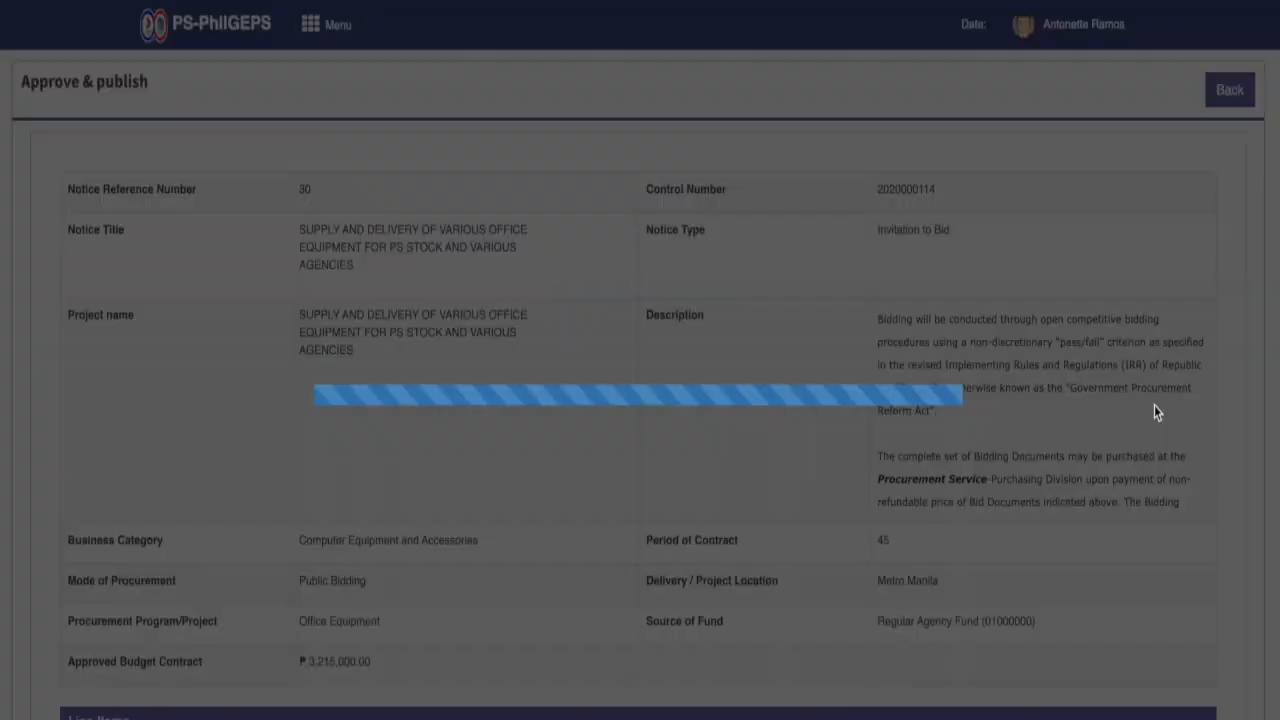 PS-PhilGEPS
Menu
Date:
Antonette Ramos
Approve & publish
Back
Notice Reference Number
30
Control Number
2020000114
Notice Title
SUPPLY AND DELIVERY OF VARIOUS OFFICE
EQUIPMENT FOR PS STOCK AND VARIOUS
AGENCIES
Notice Type
Invitation to Bid
Project name
SUPPLY AND DELIVERY OF VARIOUS OFFICE
EQUIPMENT FOR PS STOCK AND VARIOUS
AGENCIES
Description
Bidding will be conducted through open competitive bidding
procedures using a non-discretionary "pass/fail" criterion as specified
in the revised Implementing Rules and Regulations (IRR) of Republic
known as the "Government Procurement
Reform Act".
The complete set of Bidding Documents may be purchased at the
Procurement Service-Purchasing Division upon payment of non-
refundable price of Bid Documents indicated above. The Bidding
Business Category
Computer Equipment and Accessories
Period of Contract
45
Mode of Procurement
Public Bidding
Delivery / Project Location
Metro Manila
Procurement Program/Project
Office Equipment
Source of Fund
Regular Agency Fund (01000000)
Approved Budget Contract
₱ 3,215,000.00
Line Items